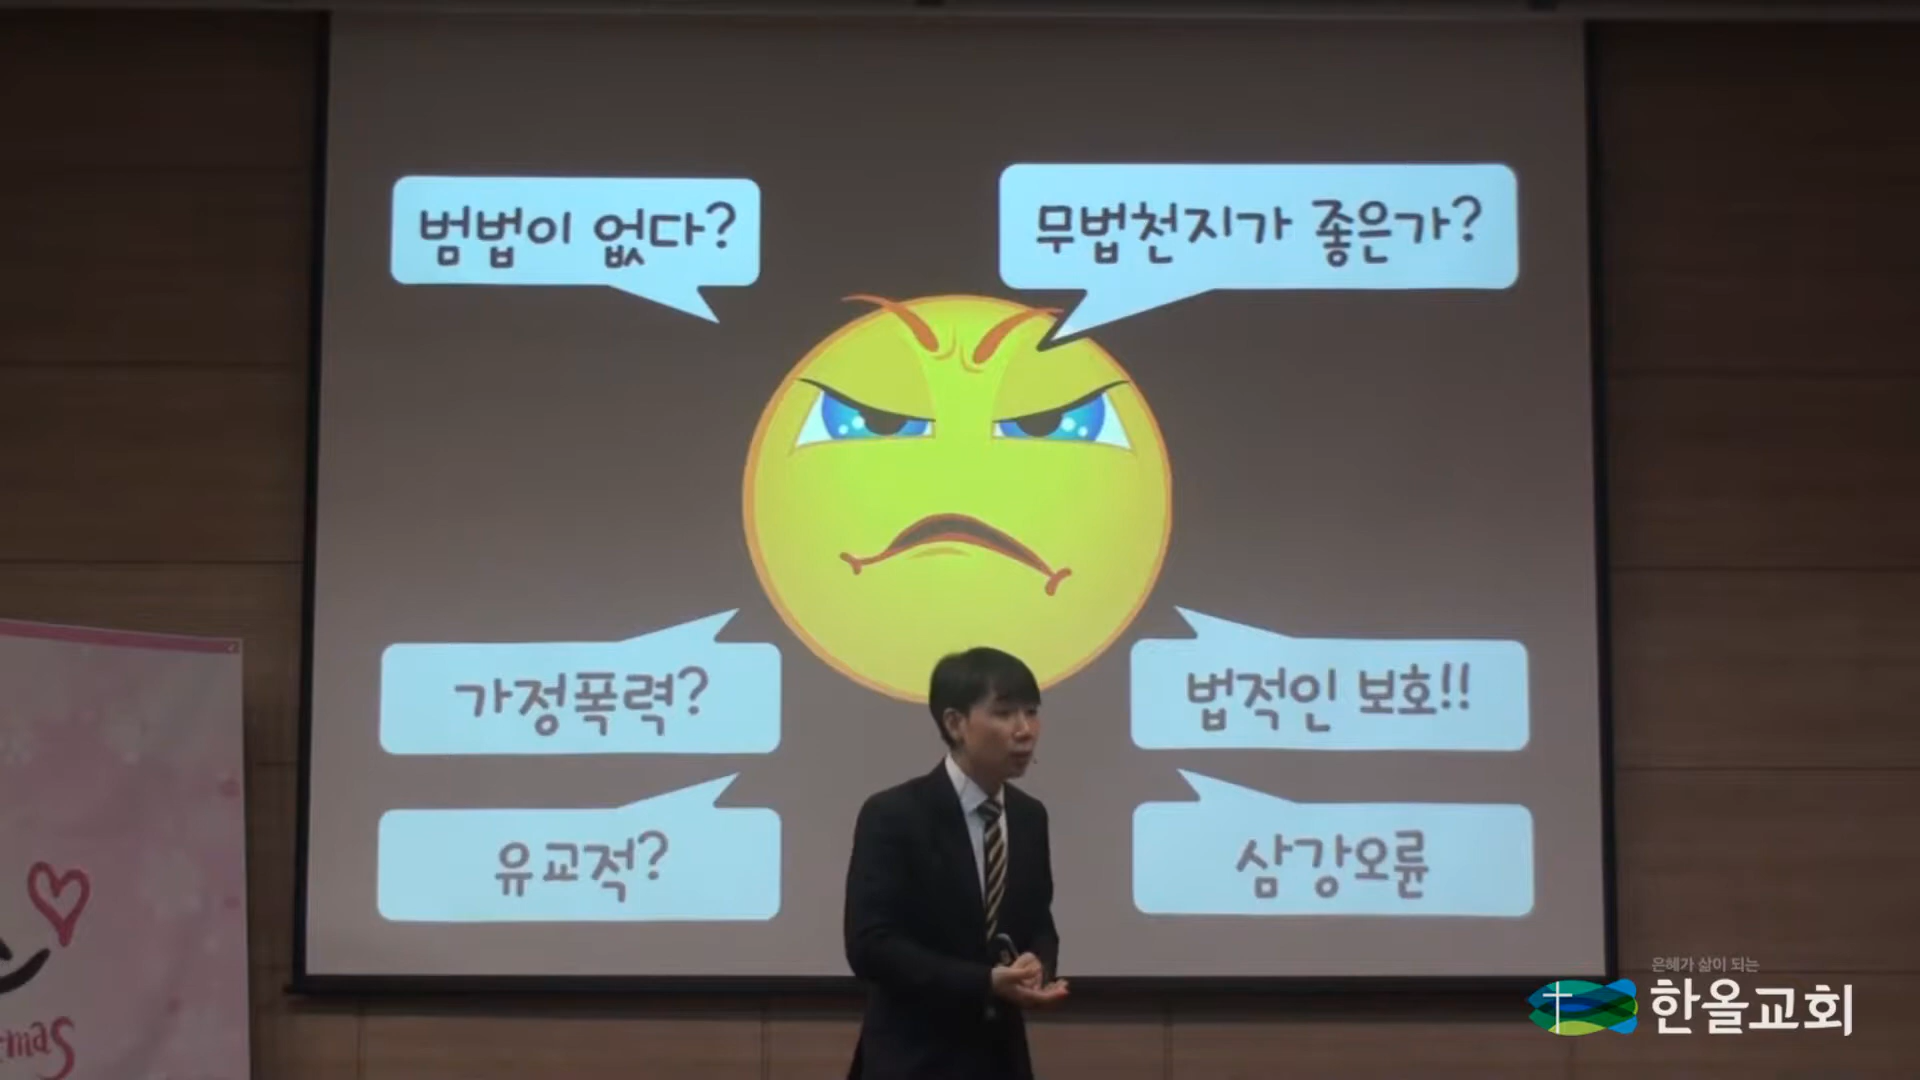 범법이 없다?
무법천지가 좋은가?
가정폭력?
법적인 보호!!
유교적?
삼강오륜
은혜가 삶이 되는
한올교회
mas